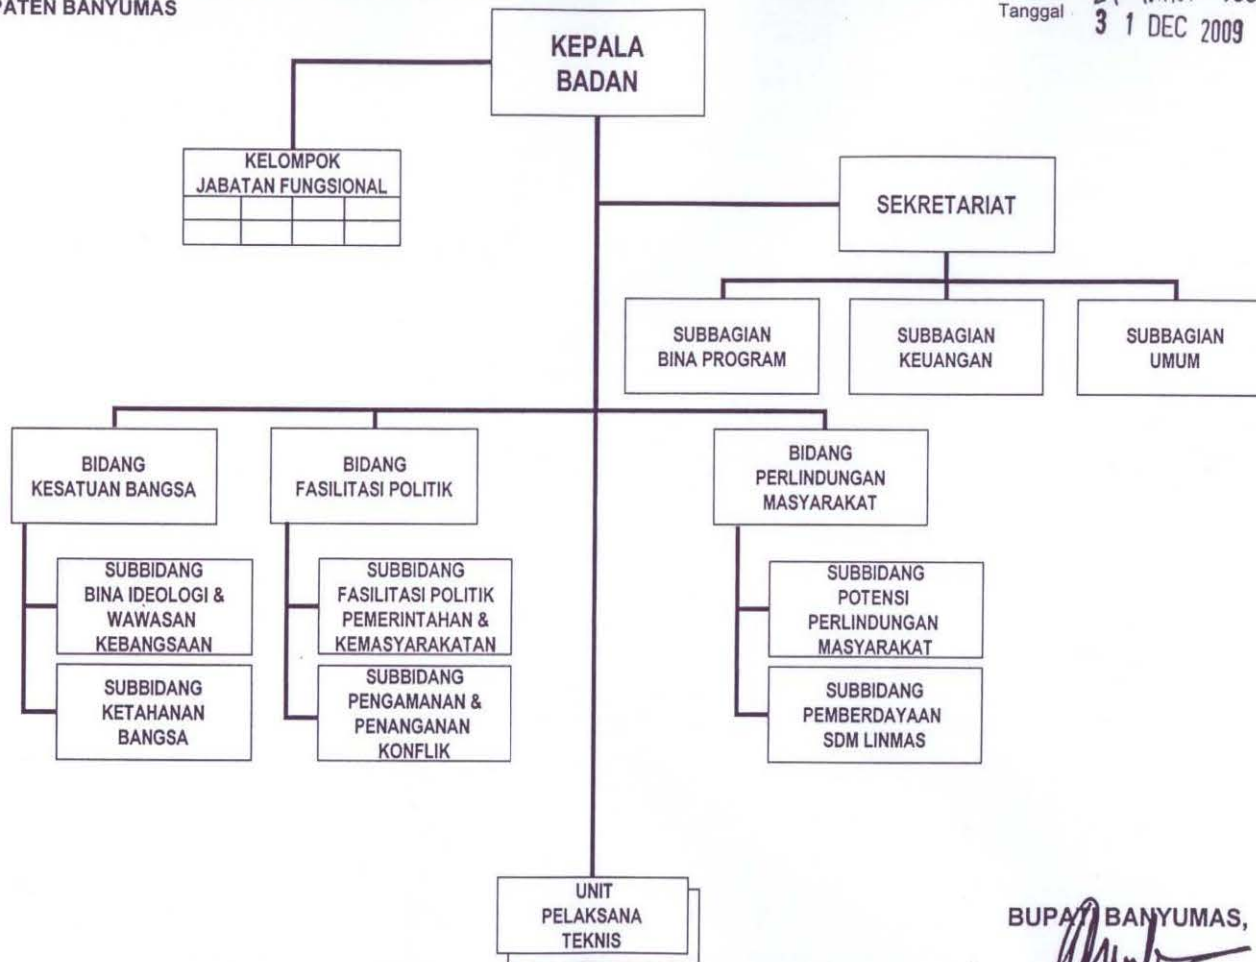 BANYUMAS
Tanggal
3 1 DEC 2009
KEPALA
BADAN
KELOMPOK
JABATAN FUNGSIONAL
SEKRETARIAT
SUBBAGIAN
BINA PROGRAM
SUBBAGIAN
KEUANGAN
SUBBAGIAN
UMUM
BIDANG
KESATUAN BANGSA
BIDANG
FASILITASI POLITIK
BIDANG
PERLINDUNGAN
MASYARAKAT
SUBBIDANG
BINA IDEOLOGI &
WAWASAN
KEBANGSAAN
SUBBIDANG
FASILITASI POLITIK
PEMERINTAHAN &
KEMASYARAKATAN
SUBBIDANG
POTENSI
PERLINDUNGAN
MASYARAKAT
SUBBIDANG
KETAHANAN
BANGSA
SUBBIDANG
PENGAMANAN &
PENANGANAN
KONFLIK
SUBBIDANG
PEMBERDAYAAN
SDM LINMAS
UNIT
PELAKSANA
TEKNIS
BUPATI BANYUMAS,